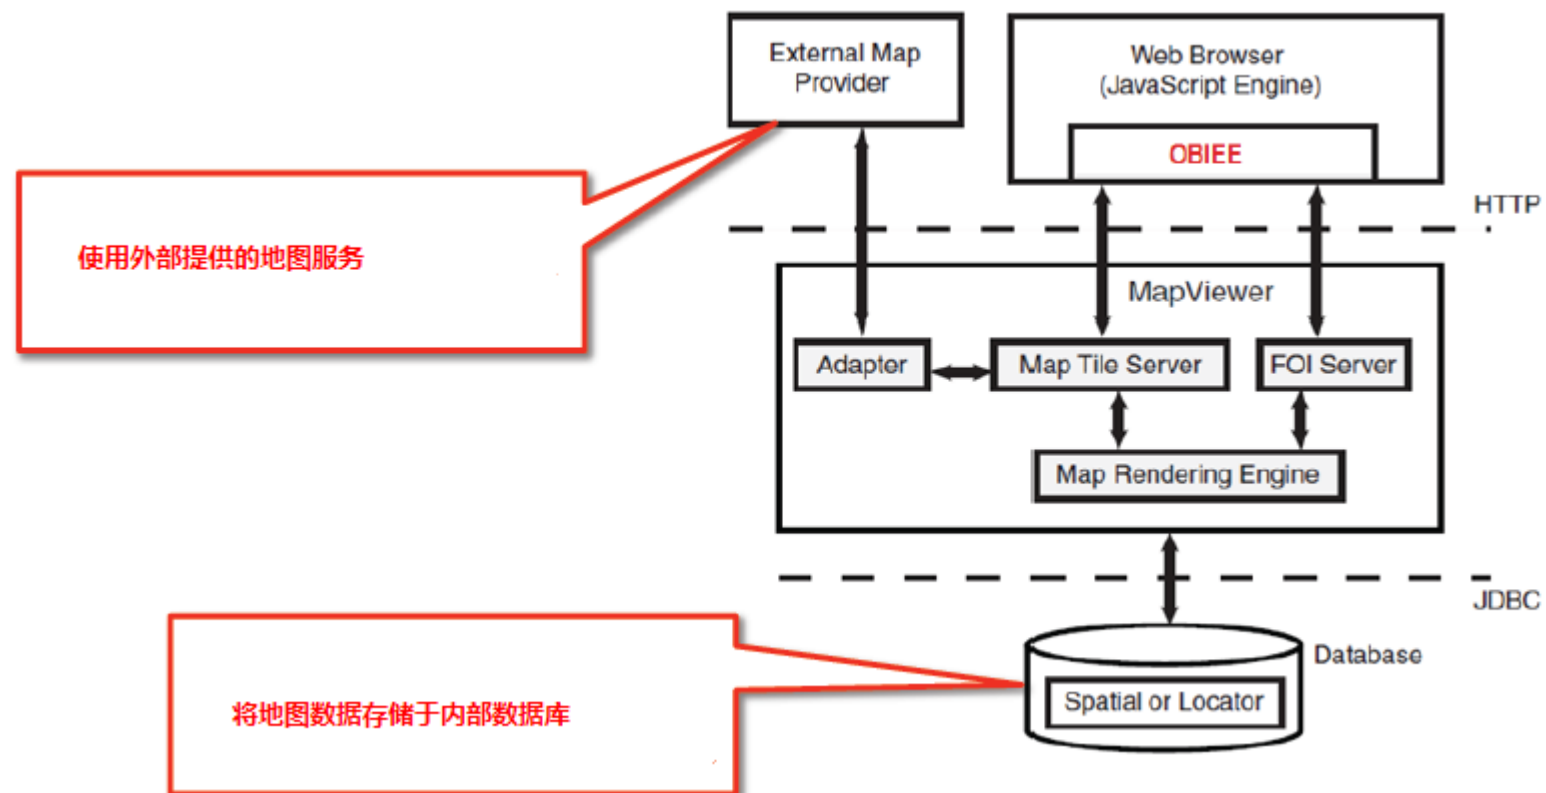 External Map
Provider
Web Browser
(JavaScript Engine)
OBIEE
HTTP
使用外部提供的地图服务
MapViewer
Adapter
Map Tile Server
FOI Server
Map Rendering Engine
JDBC
Database
Spatial or Locator
将地图数据存储于内部数据库